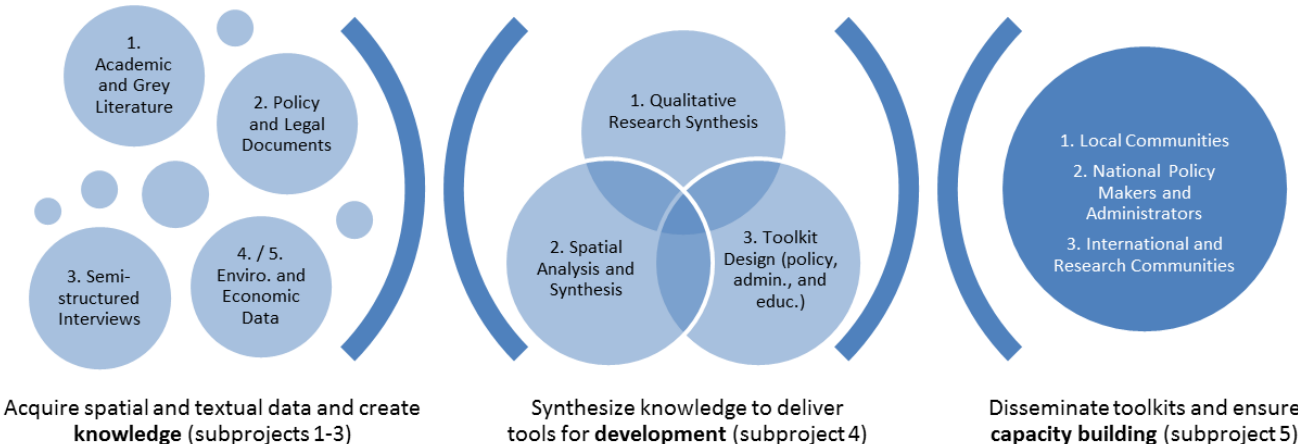 1.
Academic
and Grey
Literature
2. Policy
and Legal
Documents
3. Semi-
structured
Interviews
4. / 5.
Enviro. and
Economic
Data
Acquire spatial and textual data and create
knowledge (subprojects 1-3)
1. Qualitative
Research Synthesis
2. Spatial
Analysis and
Synthesis
3. Toolkit
Design (policy,
admin., and
educ.)
Synthesize knowledge to deliver
tools for development (subproject 4)
1. Local Communities
2. National Policy
Makers and
Administrators
3. International and
Research Communities
Disseminate toolkits and ensure
capacity building (subproject 5)